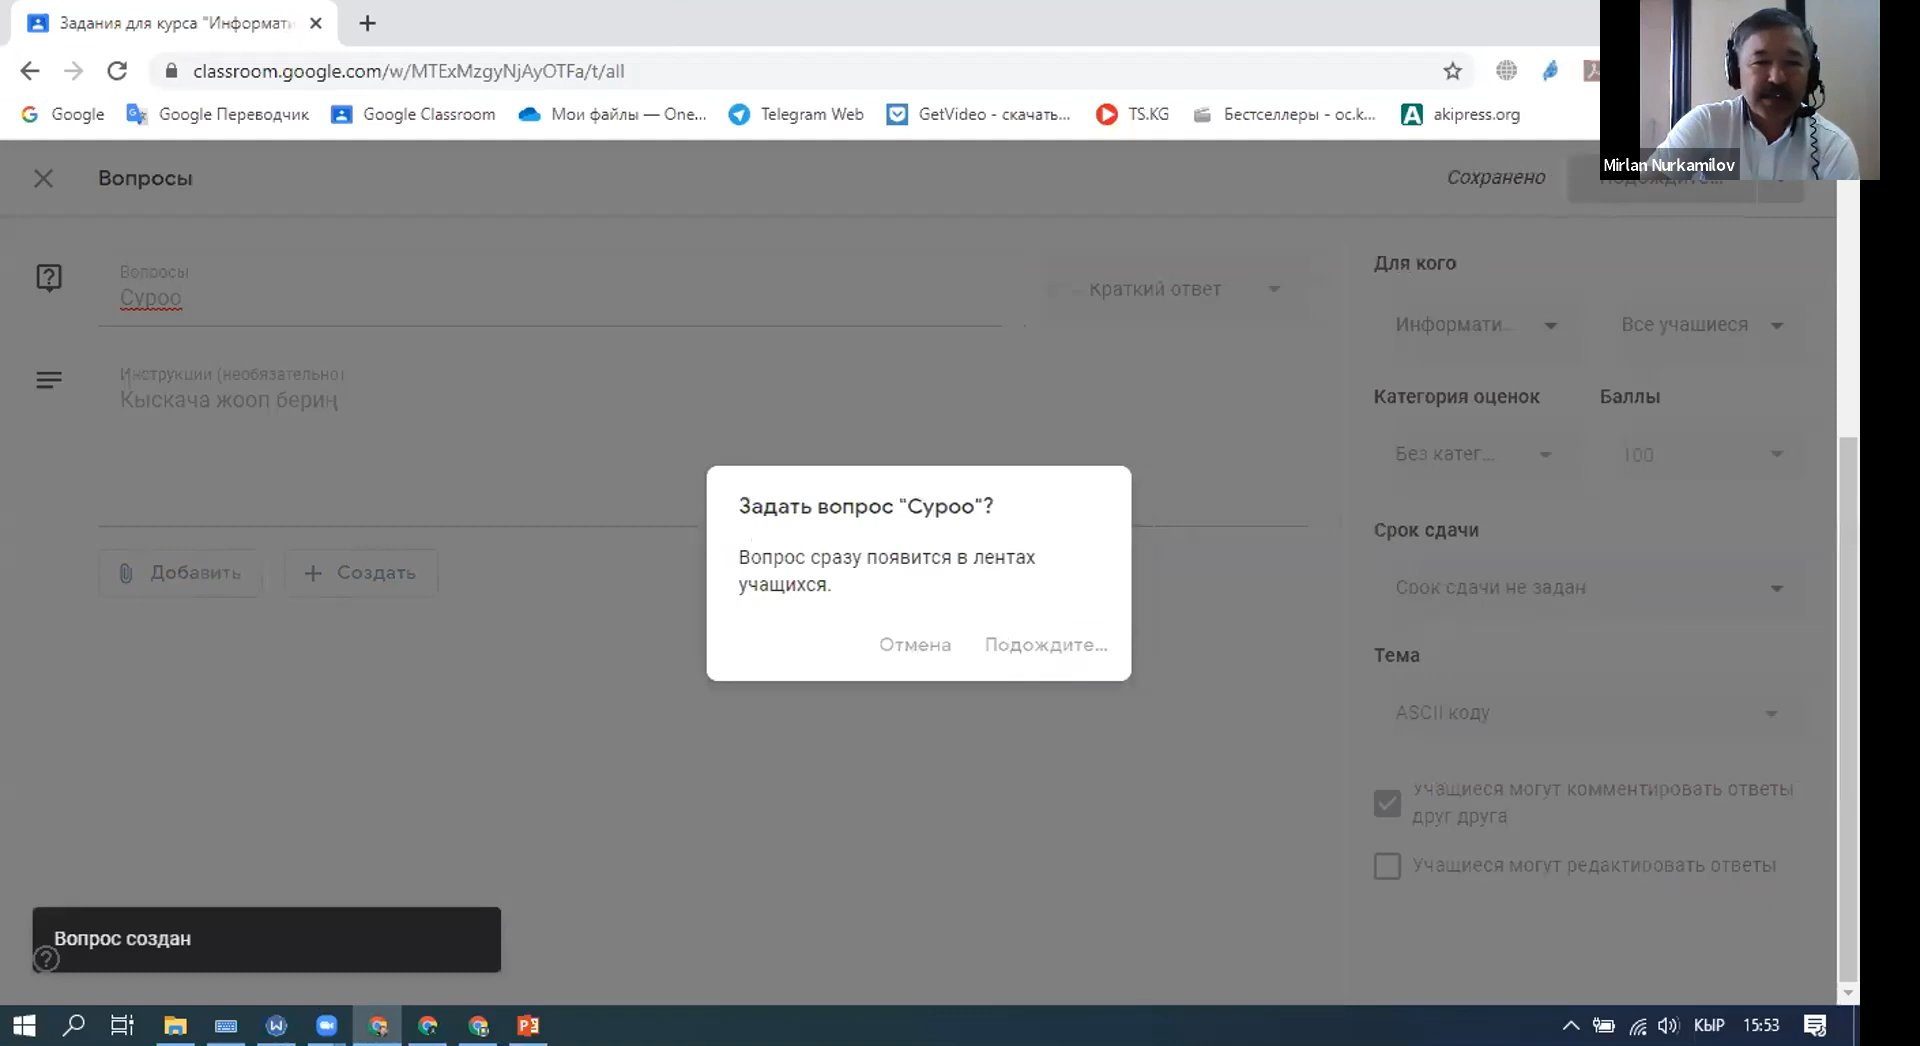 Задания для курса "Информати
classroom.google.com/w/MTExMzgyNjAyOTFa/t/all
Google
Google Переводчик
Google Classroom
Мои файлы — One...
Telegram Web
GetVideo - скачать...
TS.KG
Бестселлеры - oc.k...
akipress.org
Mirlan Nurkamilov
Вопросы
Сохранено
Подождите...
Вопросы
Суроо
Краткий ответ
Инструкции (необязательно)
Кыскача жооп бериң
Добавить
Создать
Для кого
Информати...
Все учащиеся
Категория оценок
Баллы
Без катег...
100
Срок сдачи
Срок сдачи не задан
Тема
ASCII коду
Учащиеся могут комментировать ответы
друг друга
Учащиеся могут редактировать ответы
Задать вопрос "Суроо"?
Вопрос сразу появится в лентах
учащихся.
Отмена
Подождите...
Вопрос создан
КЫР
15:53